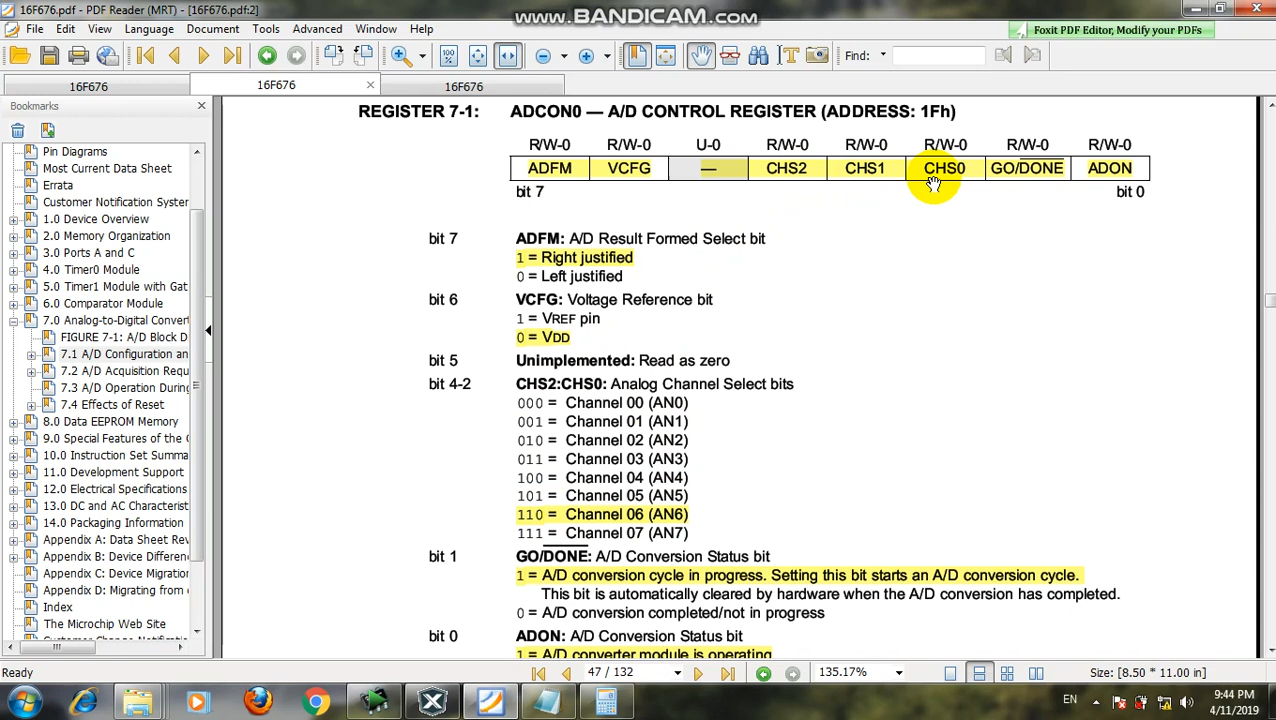 16F676.pdf - PDF Reader (MRT) - [16F676.pdf:2]
www.BANDICAM.com
File Edit View Language Document Tools Advanced Window Help
Foxit PDF Editor, Modify your PDFs
Find:
16F676 16F676 16F676
Bookmarks
Pin Diagrams
Most Current Data Sheet
Errata
Customer Notification System
1.0 Device Overview
2.0 Memory Organization
3.0 Ports A and C
4.0 Timer0 Module
5.0 Timer1 Module with Gat
6.0 Comparator Module
7.0 Analog-to-Digital Convert
FIGURE 7-1: A/D Block D
7.1 A/D Configuration an
7.2 A/D Acquisition Requ
7.3 A/D Operation During
7.4 Effects of Reset
8.0 Data EEPROM Memory
9.0 Special Features of the C
10.0 Instruction Set Summary
11.0 Development Support
12.0 Electrical Specifications
13.0 DC and AC Characterist
14.0 Packaging Information
Appendix A: Data Sheet Rev
Appendix B: Device Differenc
Appendix C: Device Migration
Appendix D: Migrating from o
Index
The Microchip Web Site
REGISTER 7-1: ADCON0 — A/D CONTROL REGISTER (ADDRESS: 1Fh)
R/W-0 R/W-0 U-0 R/W-0 R/W-0 R/W-0 R/W-0 R/W-0
ADFM VCFG — CHS2 CHS1 CHS0 GO/DONE ADON
bit 7 bit 0
bit 7 ADFM: A/D Result Formed Select bit
1 = Right justified
0 = Left justified
bit 6 VCFG: Voltage Reference bit
1 = VREF pin
0 = VDD
bit 5 Unimplemented: Read as zero
bit 4-2 CHS2:CHS0: Analog Channel Select bits
000 = Channel 00 (AN0)
001 = Channel 01 (AN1)
010 = Channel 02 (AN2)
011 = Channel 03 (AN3)
100 = Channel 04 (AN4)
101 = Channel 05 (AN5)
110 = Channel 06 (AN6)
111 = Channel 07 (AN7)
bit 1 GO/DONE: A/D Conversion Status bit
1 = A/D conversion cycle in progress. Setting this bit starts an A/D conversion cycle.
This bit is automatically cleared by hardware when the A/D conversion has completed.
0 = A/D conversion completed/not in progress
bit 0 ADON: A/D Conversion Status bit
1 = A/D converter module is operating
Ready 47 / 132 135.17% Size: [8.50 * 11.00 in]
EN 9:44 PM
4/11/2019